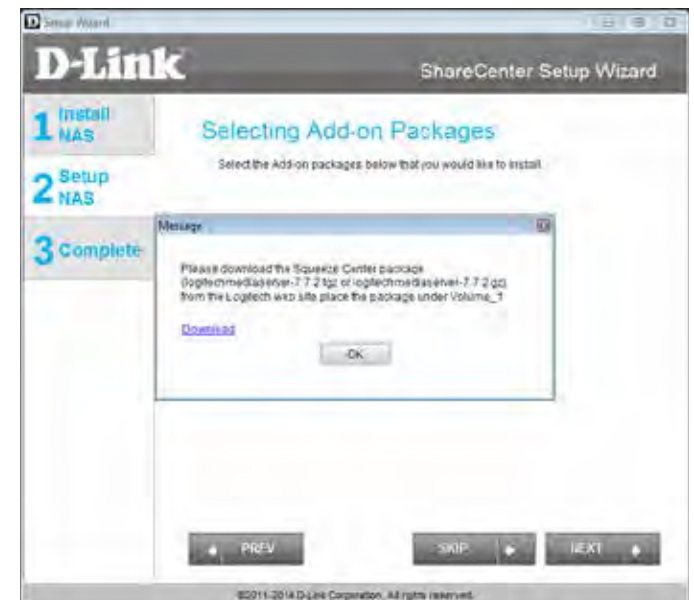 Setup Wizard
D-Link
ShareCenter Setup Wizard
1 Install NAS
2 Setup NAS
3 Complete
Selecting Add-on Packages
Select the Add-on packages below that you would like to install.
Message
Please download the Squeeze Center package
(logitechmediaserver-7.7.2.tgz or logitechmediaserver-7.7.2.gz)
from the Logitech web site place the package under Volume_1
Download
OK
PREV
SKIP
NEXT
©2011-2014 D-Link Corporation. All rights reserved.